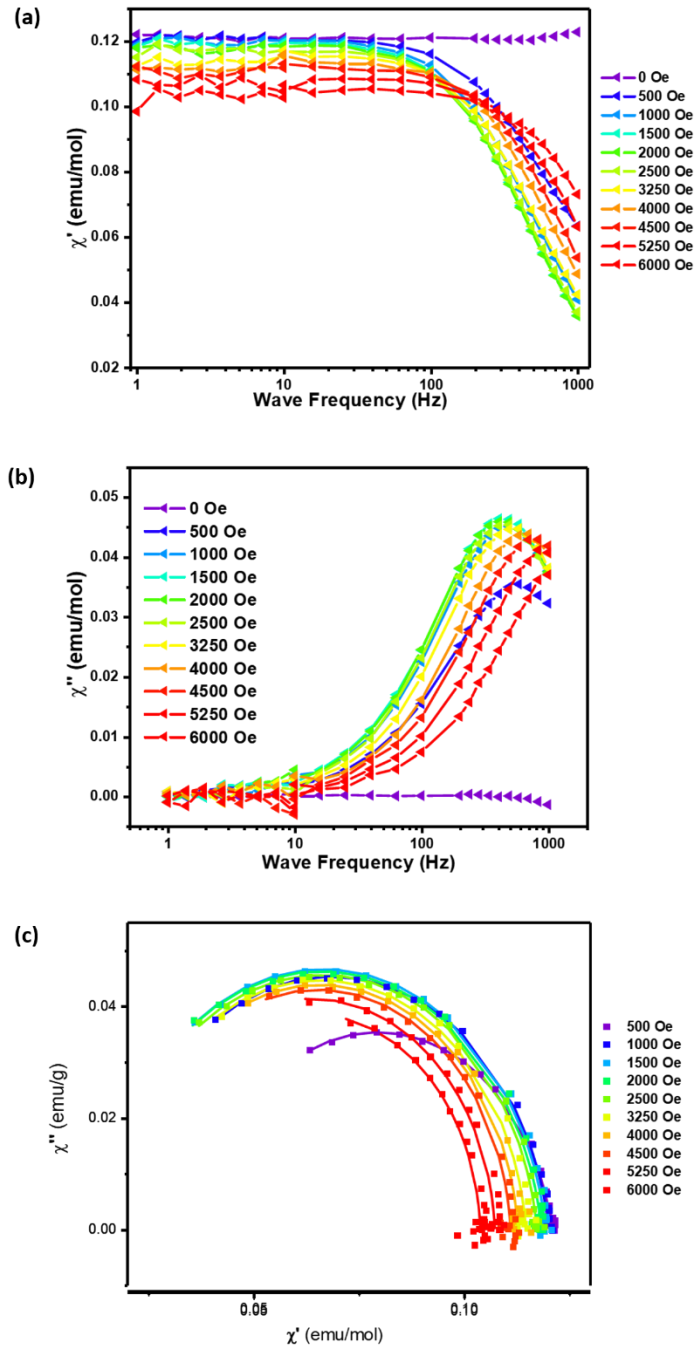 (a)
0.12
0.10
0.08
0.06
0.04
0.02
χ' (emu/mol)
1
10
100
1000
Wave Frequency (Hz)
0 Oe
500 Oe
1000 Oe
1500 Oe
2000 Oe
2500 Oe
3250 Oe
4000 Oe
4500 Oe
5250 Oe
6000 Oe
(b)
0.05
0.04
0.03
0.02
0.01
0.00
χ'' (emu/mol)
1
10
100
1000
Wave Frequency (Hz)
0 Oe
500 Oe
1000 Oe
1500 Oe
2000 Oe
2500 Oe
3250 Oe
4000 Oe
4500 Oe
5250 Oe
6000 Oe
(c)
0.04
0.02
0.00
χ'' (emu/g)
0.10
χ' (emu/mol)
500 Oe
1000 Oe
1500 Oe
2000 Oe
2500 Oe
3250 Oe
4000 Oe
4500 Oe
5250 Oe
6000 Oe